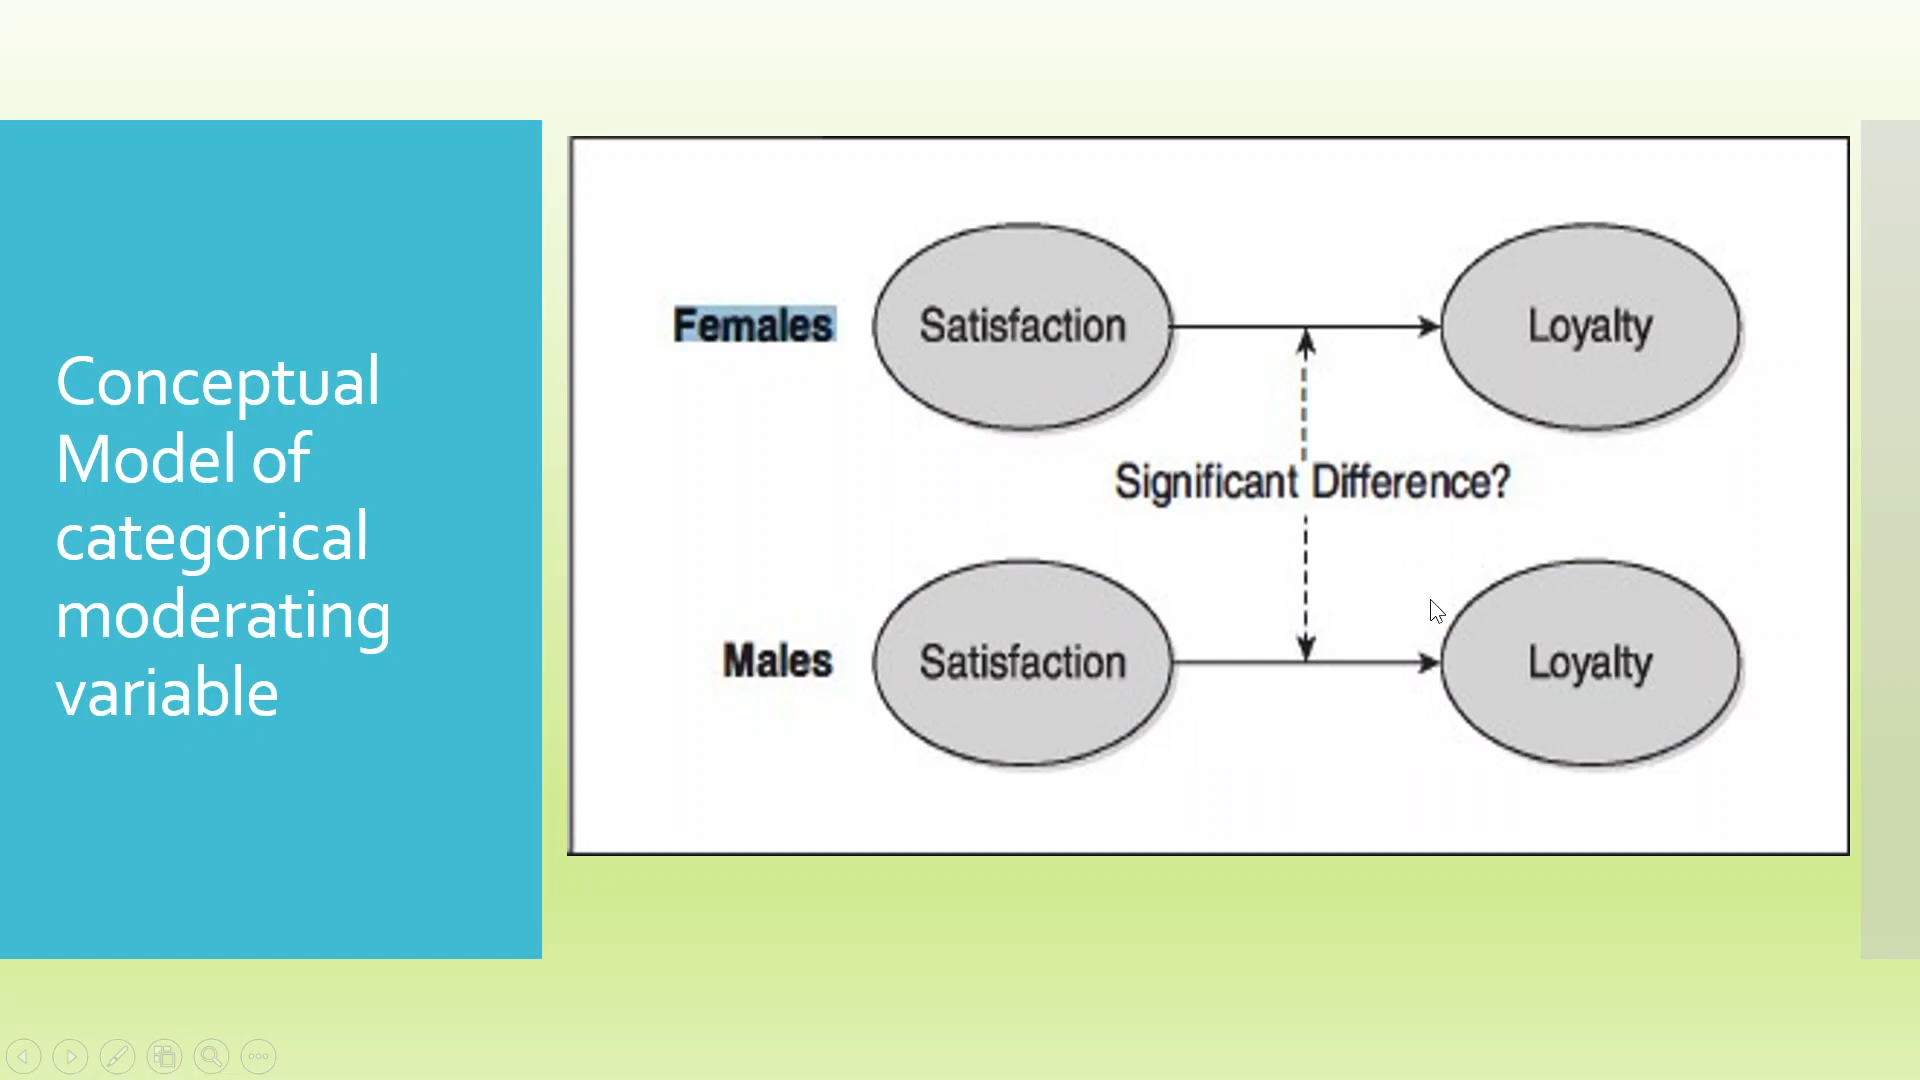 Conceptual
Model of
categorical
moderating
variable
Females Satisfaction Loyalty
Significant Difference?
Males Satisfaction Loyalty